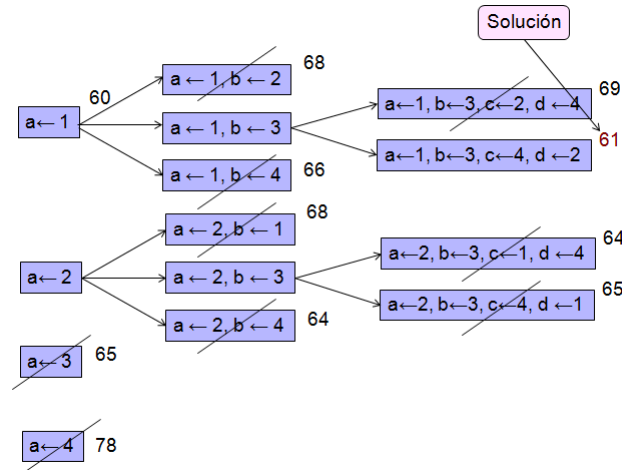 Solución
68
a ← 1, b ← 2
69
60
a←1, b←3, c←2, d ←4
a← 1
a ← 1, b ← 3
61
a←1, b←3, c←4, d ←2
a ← 1, b ← 4
66
68
a ← 2, b ← 1
64
a←2, b←3, c←1, d ←4
a←2
a ← 2, b ← 3
65
a←2, b←3, c←4, d ←1
a ← 2, b ← 4
64
a←3
65
a←4
78